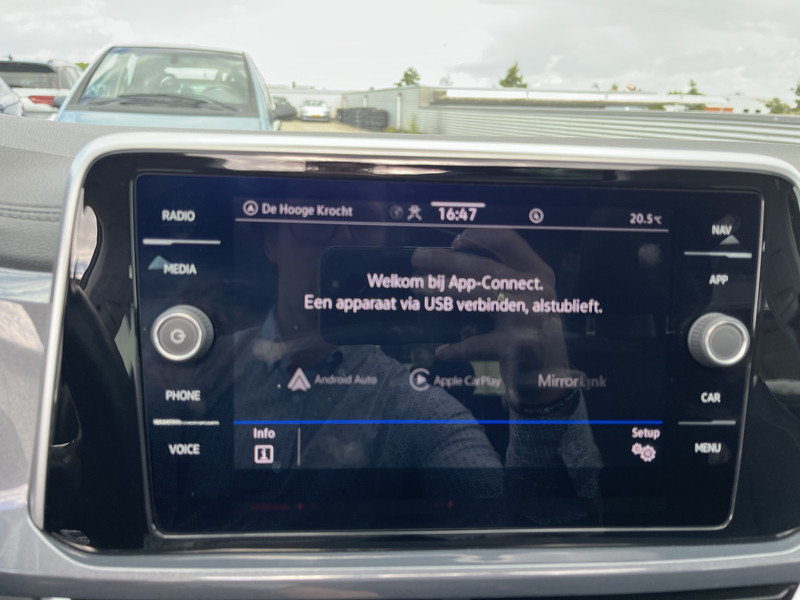 RADIO
MEDIA
PHONE
VOICE
De Hooge Krocht
16:47
20.5°C
Welkom bij App-Connect.
Een apparaat via USB verbinden, alstublieft.
Android Auto
Apple CarPlay
MirrorLink
Info
Setup
NAV
APP
CAR
MENU